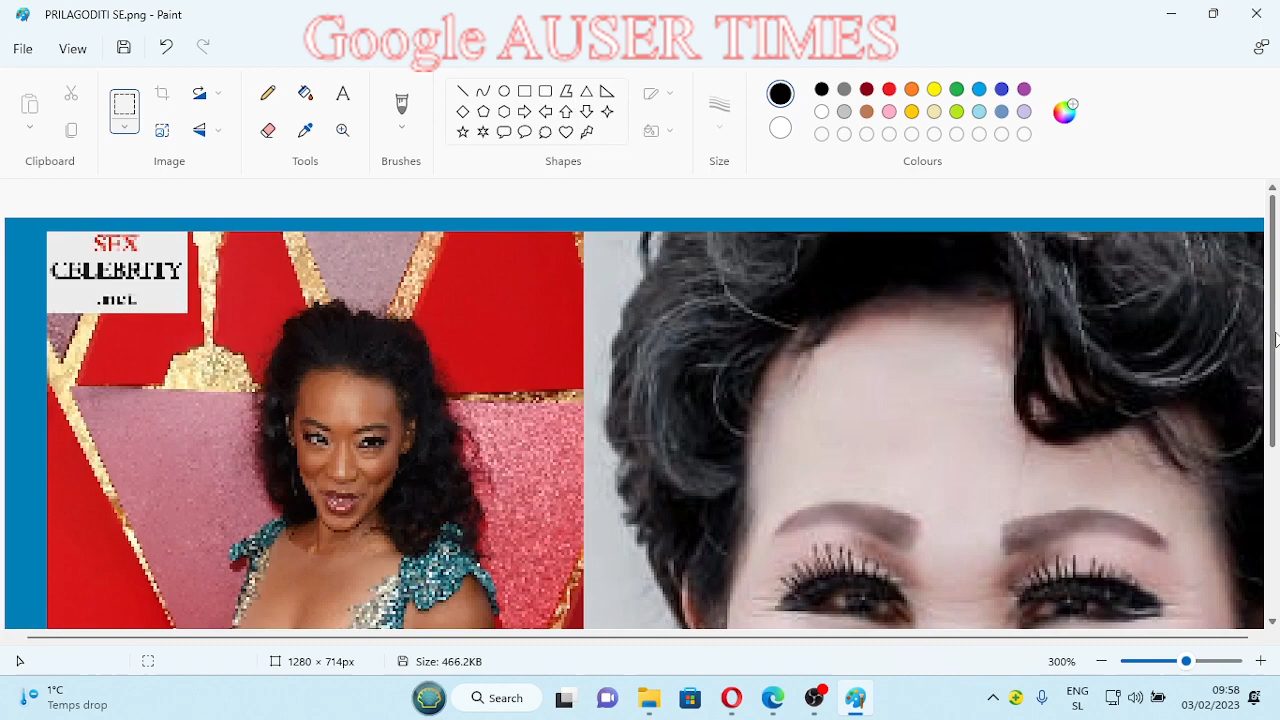 PRILAGODITI SE.png - Paint
Google AUSER TIMES
File
View
Clipboard
Image
Tools
Brushes
Shapes
Size
Colours
SEX
CELEBRITY
.net
1280 × 714px
Size: 466.2KB
300%
1°C
Temp drop
Search
ENG
SL
09:58
03/02/2023